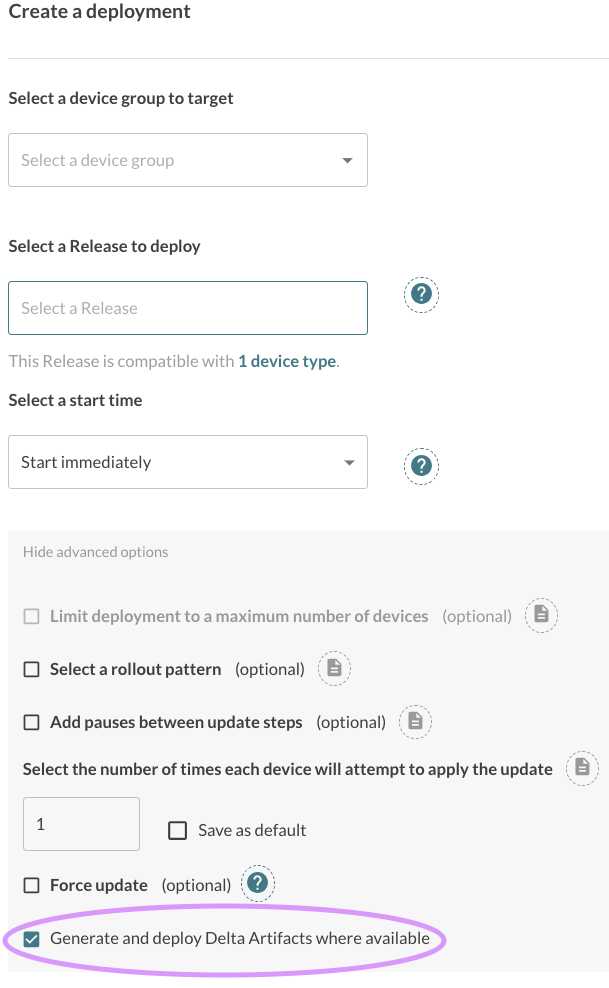 Create a deployment
Select a device group to target
Select a device group
Select a Release to deploy
Select a Release
?
This Release is compatible with 1 device type.
Select a start time
Start immediately
?
Hide advanced options
Limit deployment to a maximum number of devices (optional)
Select a rollout pattern (optional)
Add pauses between update steps (optional)
Select the number of times each device will attempt to apply the update
1
Save as default
Force update (optional) ?
Generate and deploy Delta Artifacts where available